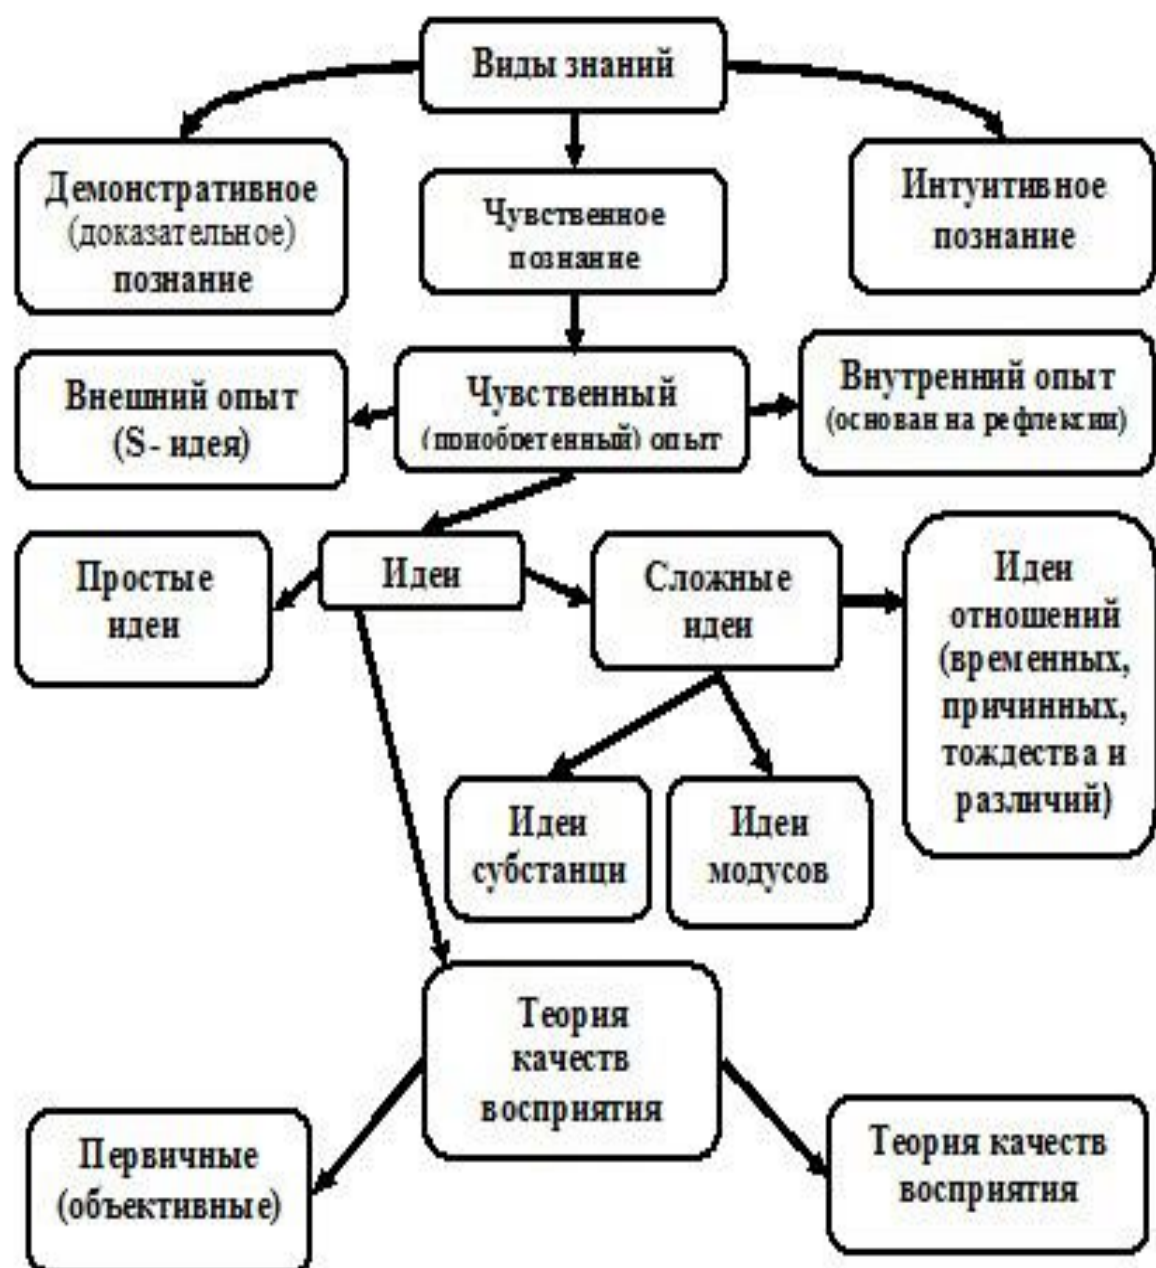 Виды знаний
Демонстративное
(доказательное)
познание
Чувственное
познание
Интуитивное
познание
Внешний опыт
(S - идея)
Чувственный
(приобретенный) опыт
Внутренний опыт
(основан на рефлексии)
Простые
идеи
Идеи
Сложные
идеи
Идеи
отношений
(временных,
причинных,
тождества и
различий)
Идеи
субстанци
Идеи
модусов
Теория
качеств
восприятия
Первичные
(объективные)
Теория качеств
восприятия